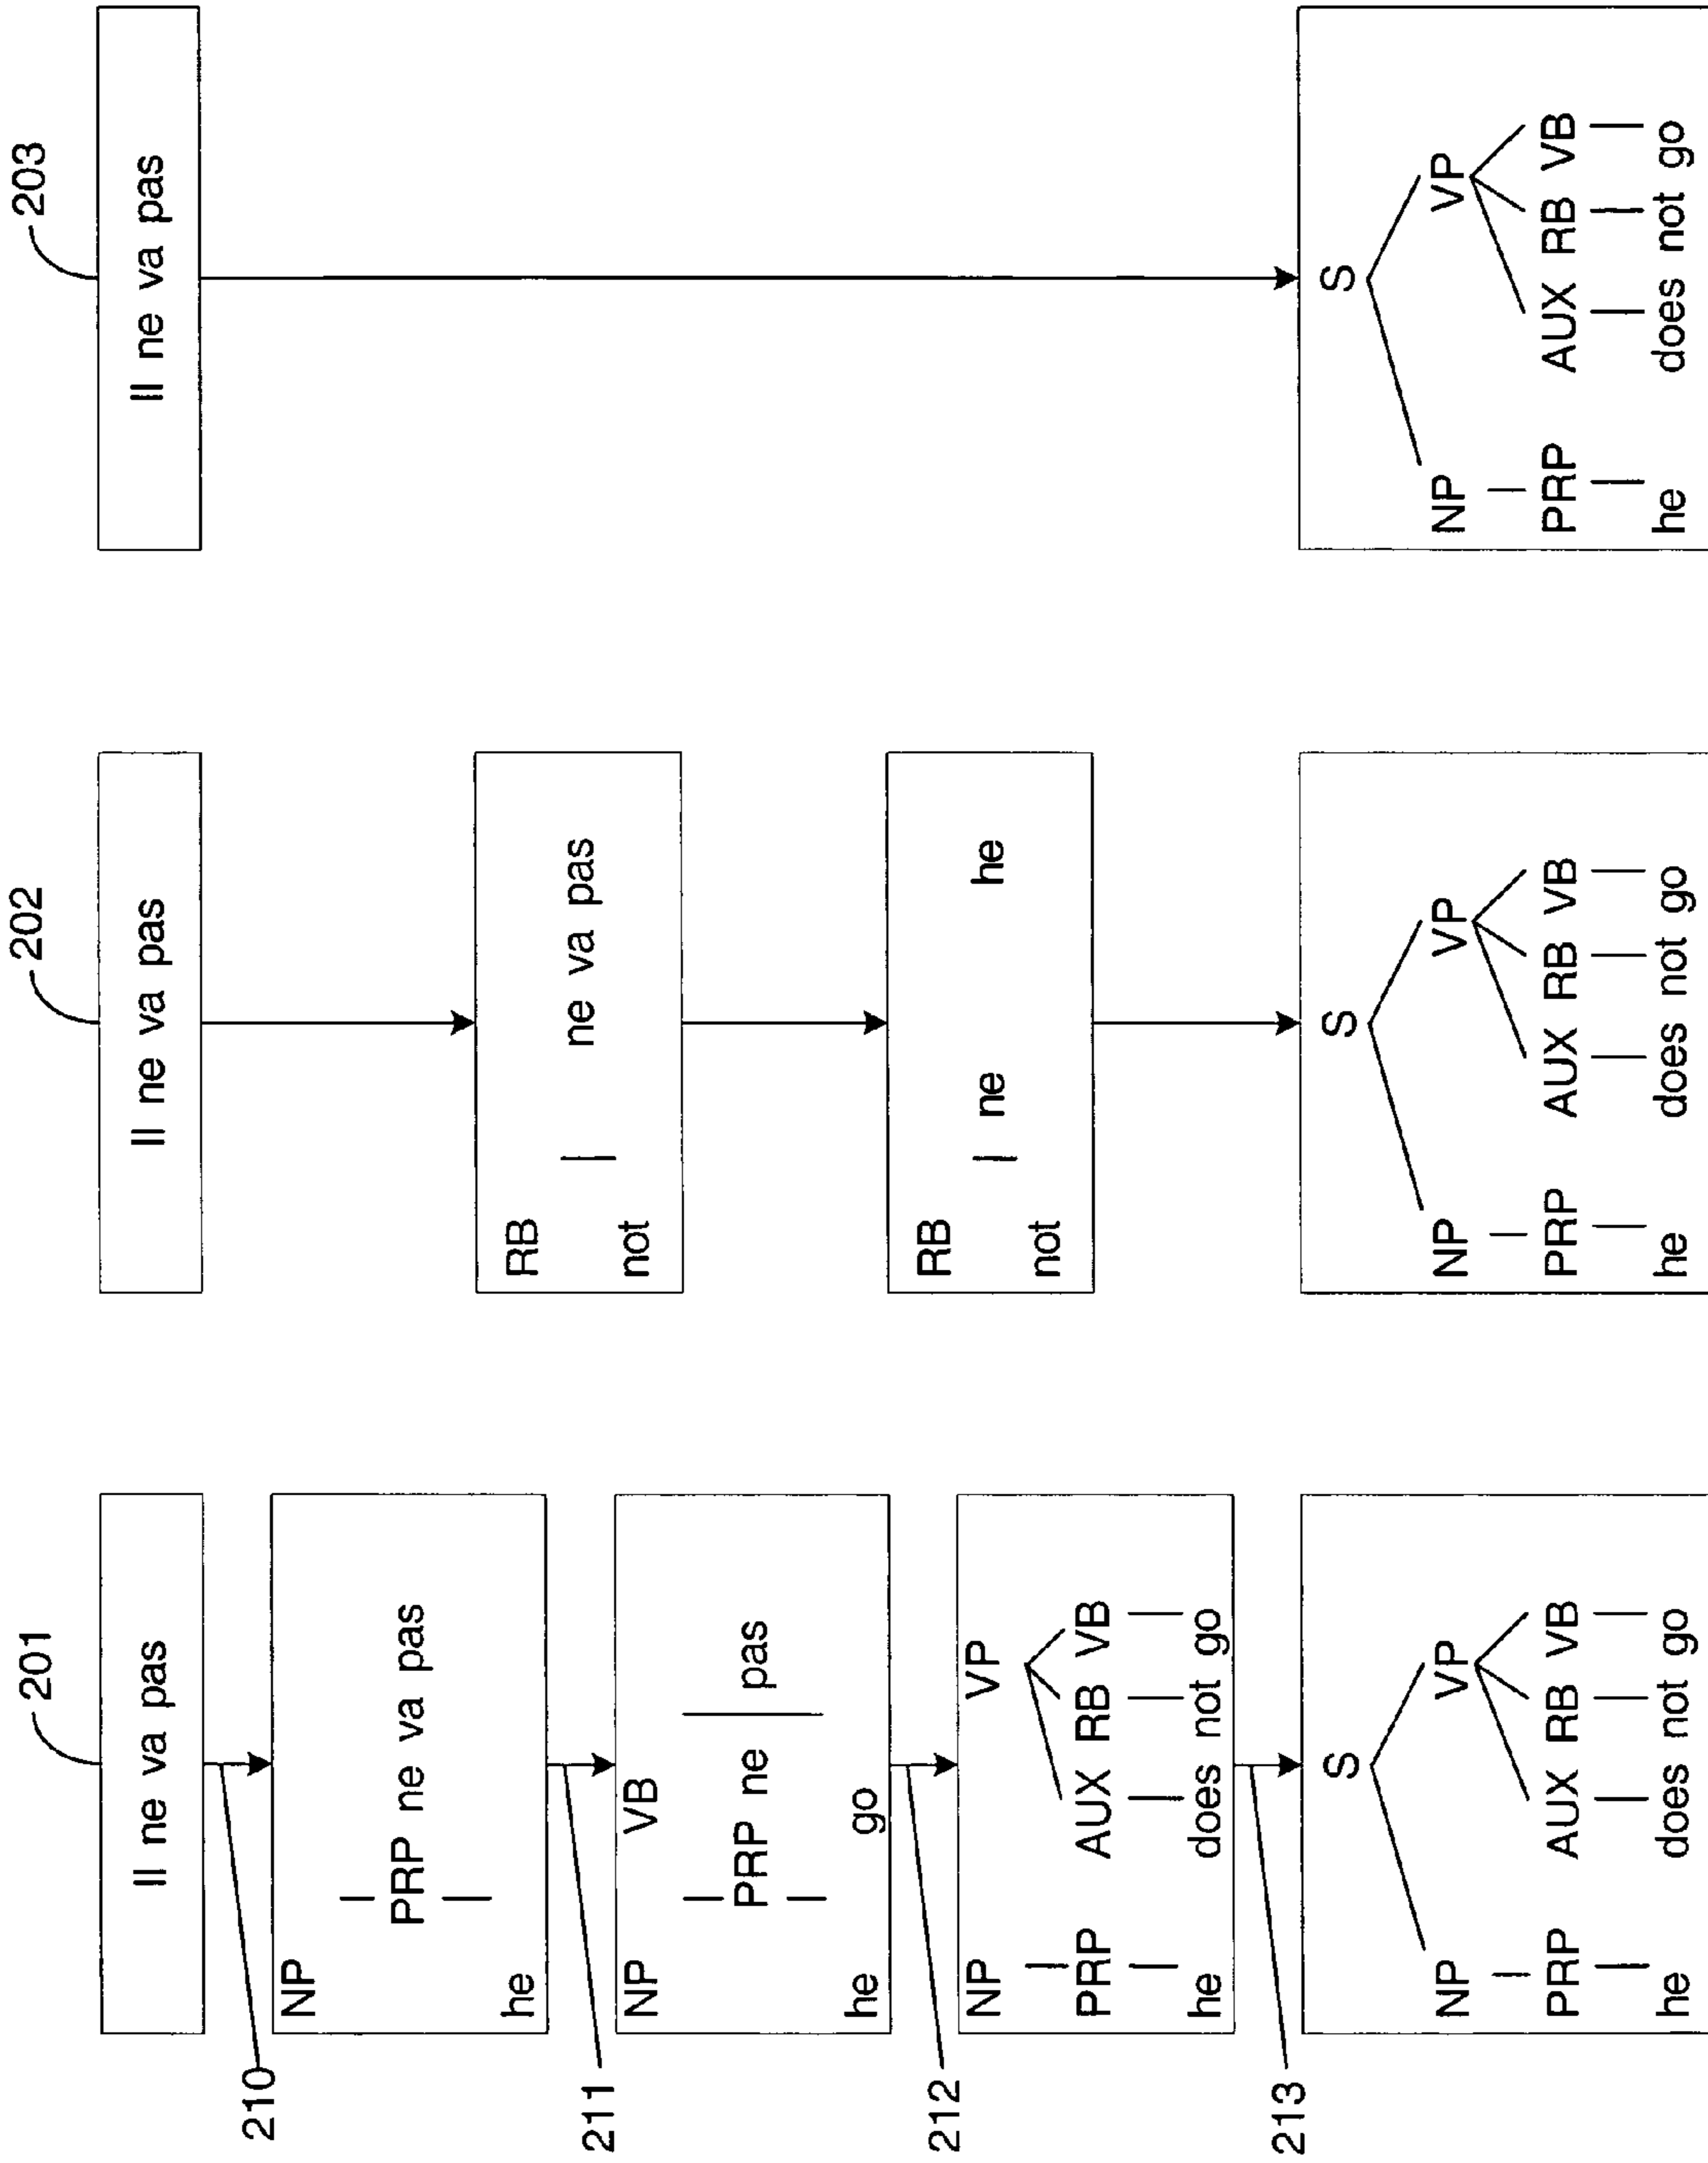 201
Il ne va pas
210
NP
PRP ne va pas
he
211
NP VB
PRP ne pas
he go
212
NP VP
PRP AUX RB VB
he does not go
213
S
NP VP
PRP AUX RB VB
he does not go
202
Il ne va pas
RB
ne va pas
not
RB
ne he
not
S
NP VP
PRP AUX RB VB
he does not go
203
Il ne va pas
S
NP VP
PRP AUX RB VB
he does not go